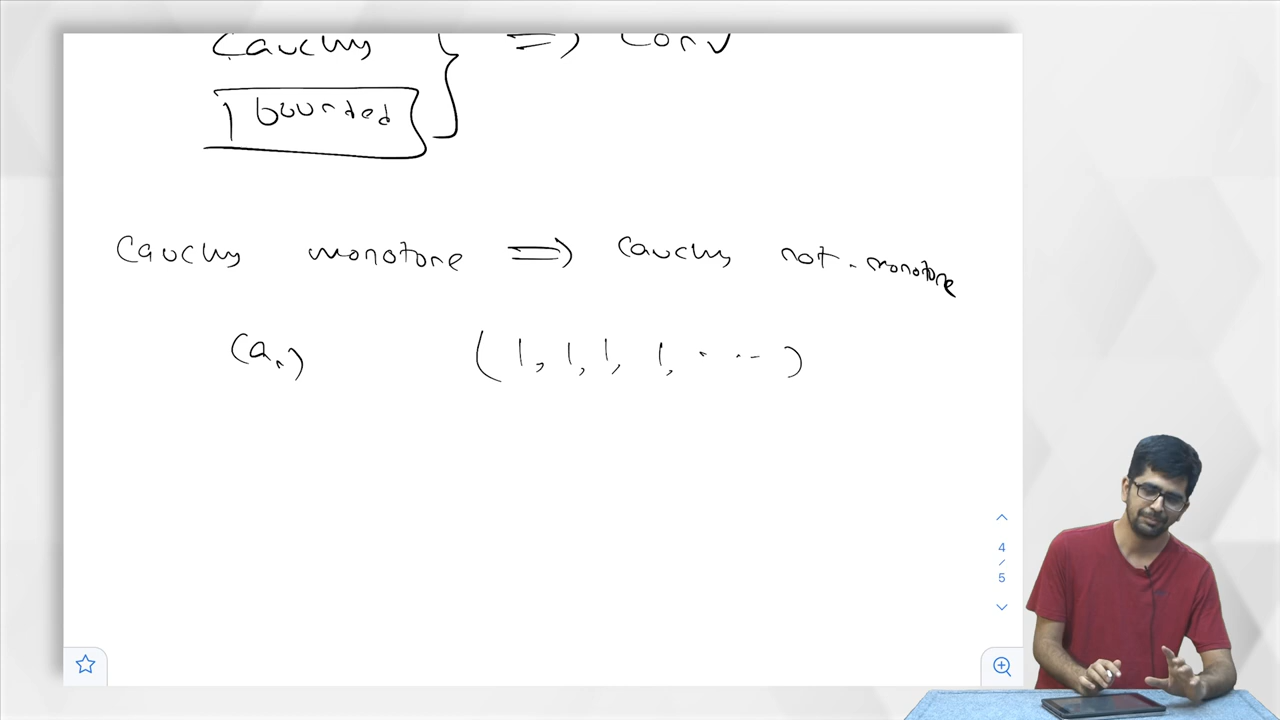 Cauchy } => Conv
bounded
Cauchy monotone => Cauchy not-monotone
(aₙ) (1, 1, 1, 1, ...)
4
/
5